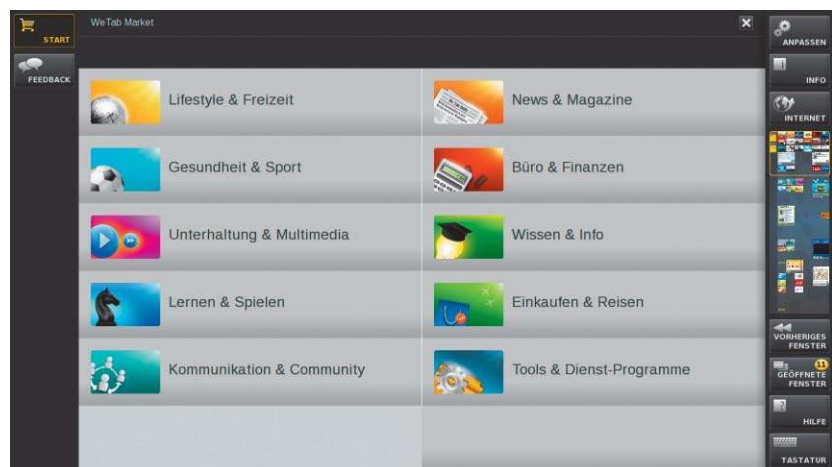 WeTab Market
START
FEEDBACK
Lifestyle & Freizeit
News & Magazine
Gesundheit & Sport
Büro & Finanzen
Unterhaltung & Multimedia
Wissen & Info
Lernen & Spielen
Einkaufen & Reisen
Kommunikation & Community
Tools & Dienst-Programme
ANPASSEN
INFO
INTERNET
VORHERIGES
FENSTER
11
GEÖFFNETE
FENSTER
HILFE
TASTATUR